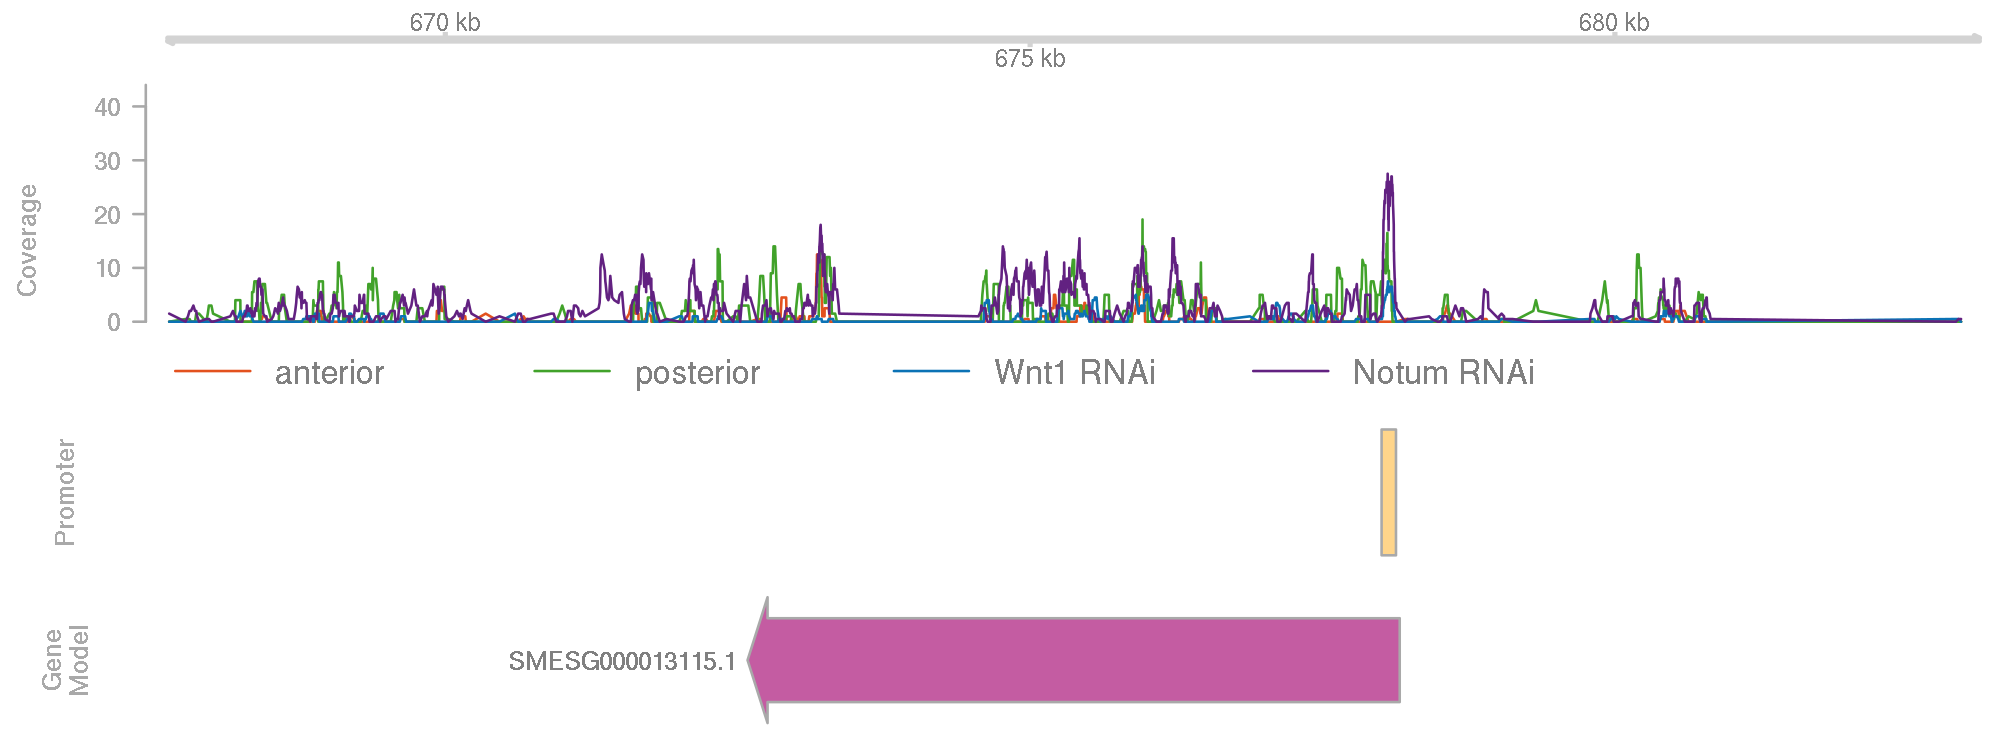 670 kb
680 kb
675 kb
Coverage
40
30
20
10
0
anterior
posterior
Wnt1 RNAi
Notum RNAi
Promoter
Gene
Model
SMESG000013115.1